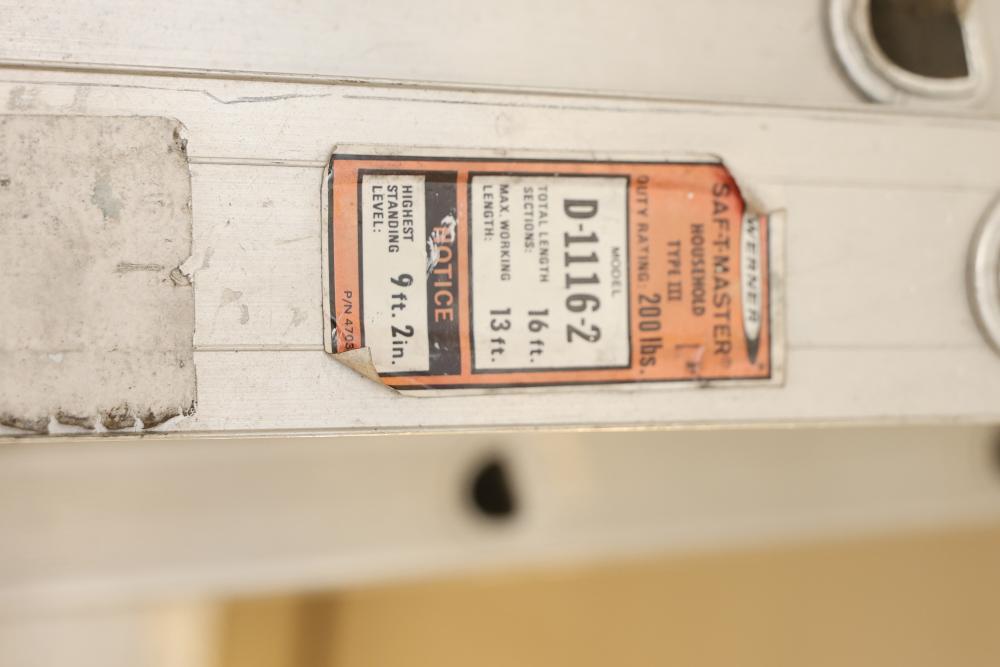 WERNER
SAF-T-MASTER
HOUSEHOLD
TYPE III
DUTY RATING: 200 lbs.
MODEL
D-1116-2
TOTAL LENGTH
SECTIONS: 16 ft.
MAX. WORKING
LENGTH: 13 ft.
NOTICE
HIGHEST
STANDING
LEVEL: 9 ft. 2 in.
P/N 4705